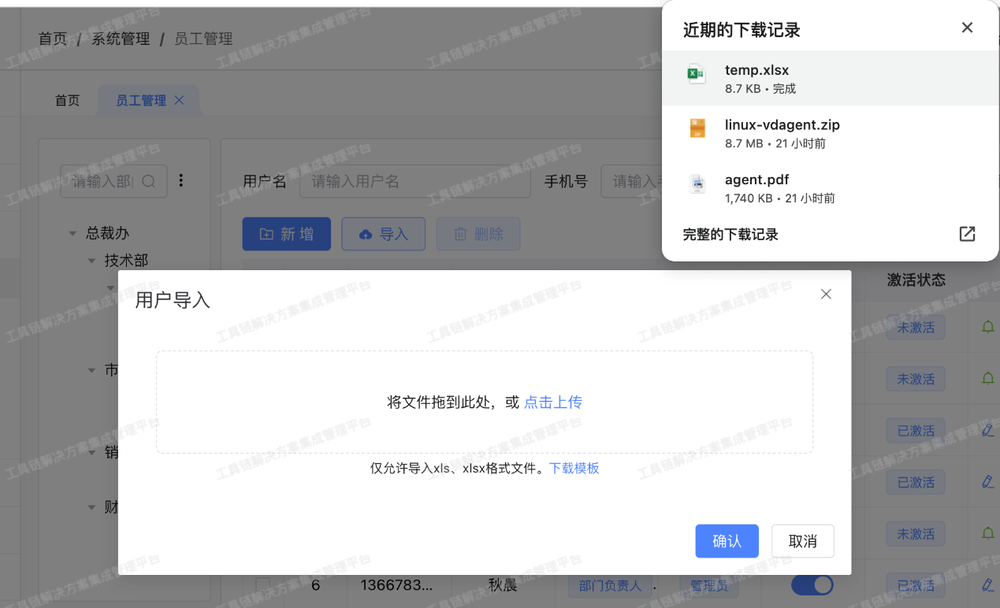 首页 / 系统管理 / 员工管理
首页
员工管理
近期的下载记录
temp.xlsx
8.7 KB • 完成
linux-vdagent.zip
8.7 MB • 21 小时前
agent.pdf
1,740 KB • 21 小时前
完整的下载记录
请输入部
用户名
请输入用户名
手机号
请输入手
新 增
导入
删除
总裁办
技术部
市
销
财
激活状态
未激活
未激活
已激活
已激活
未激活
已激活
用户导入
将文件拖到此处，或 点击上传
仅允许导入xls、xlsx格式文件。下载模板
确认
取消
6
1366783...
秋晨
部门负责人
.
管理员
工具链解决方案集成管理平台